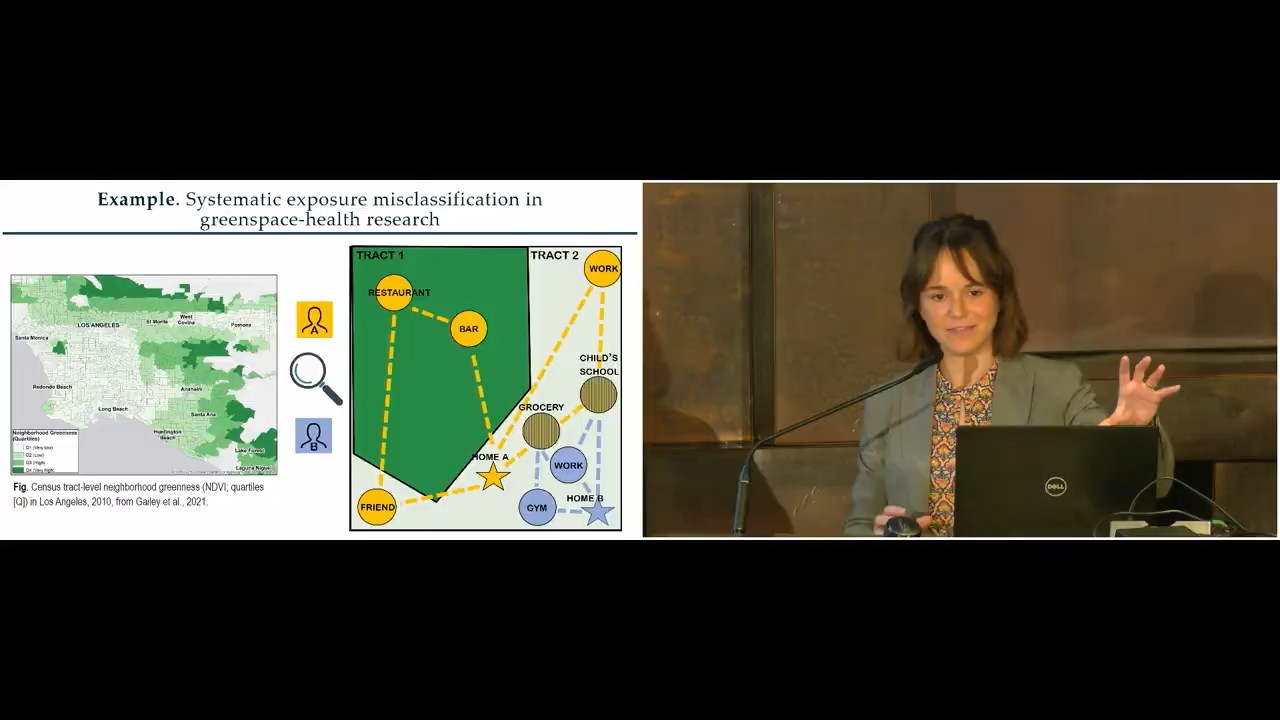 Example. Systematic exposure misclassification in
greenspace-health research
LOS ANGELES
El Monte
West
Covina
Pomona
Santa Monica
Redondo Beach
Long Beach
Anaheim
Santa Ana
Huntington
Beach
Lake Forest
Laguna Niguel
Neighborhood Greenness
(Quartiles)
Q1 (Very low)
Q2 (Low)
Q3 (High)
Q4 (Very high)
Fig. Census tract-level neighborhood greenness (NDVI; quartiles
[Q]) in Los Angeles, 2010, from Gailey et al., 2021.
A
B
TRACT 1
TRACT 2
WORK
RESTAURANT
BAR
CHILD'S
SCHOOL
GROCERY
HOME A
WORK
HOME B
FRIEND
GYM
DELL